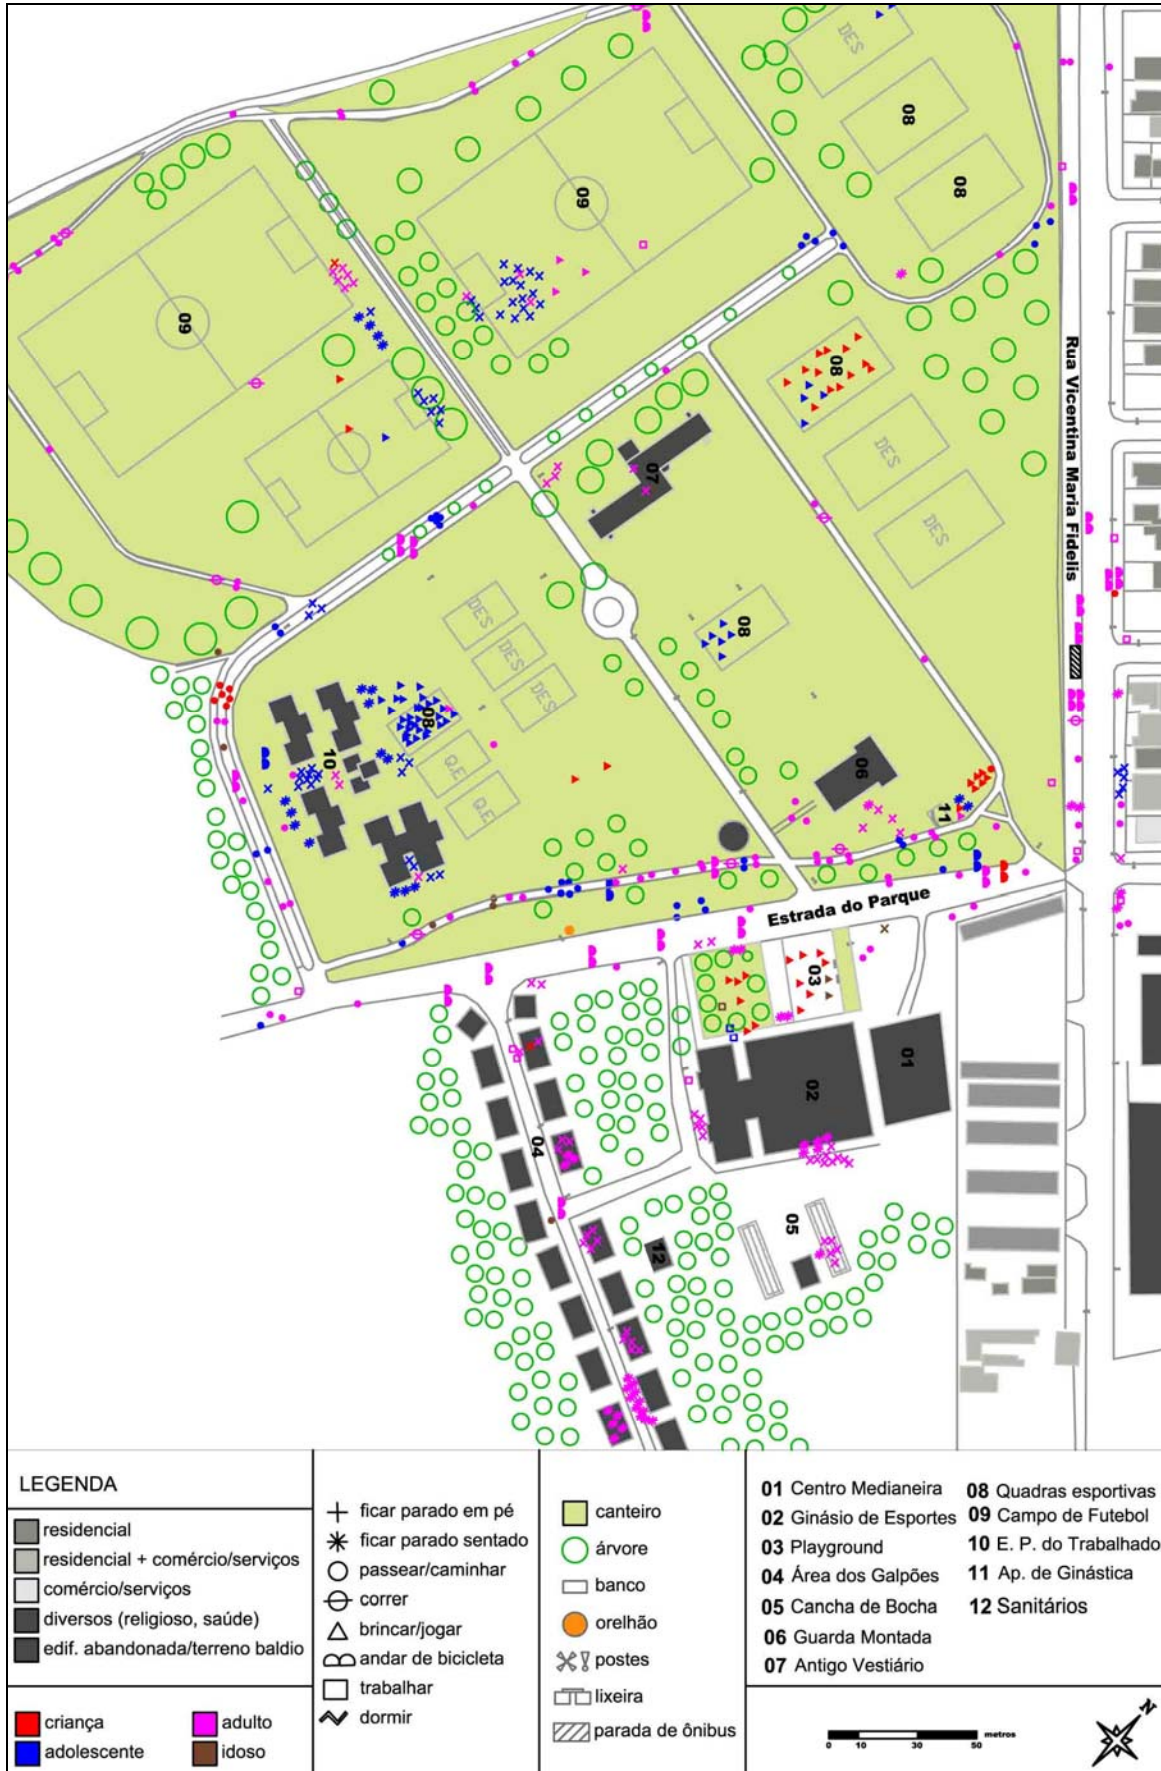 DES
08
08
09
09
08
DES
DES
07
Rua Vicentina Maria Fidelis
DES
DES
DES
08
08
10
06
11
Estrada do Parque
03
01
02
04
05
12
LEGENDA
residencial
residencial + comércio/serviços
comércio/serviços
diversos (religioso, saúde)
edif. abandonada/terreno baldio
criança
adolescente
adulto
idoso
ficar parado em pé
ficar parado sentado
passear/caminhar
correr
brincar/jogar
andar de bicicleta
trabalhar
dormir
canteiro
árvore
banco
orelhão
postes
lixeira
parada de ônibus
01 Centro Medianeira
02 Ginásio de Esportes
03 Playground
04 Área dos Galpões
05 Cancha de Bocha
06 Guarda Montada
07 Antigo Vestiário
08 Quadras esportivas
09 Campo de Futebol
10 E. P. do Trabalhado
11 Ap. de Ginástica
12 Sanitários
0 10 30 50 metros
N